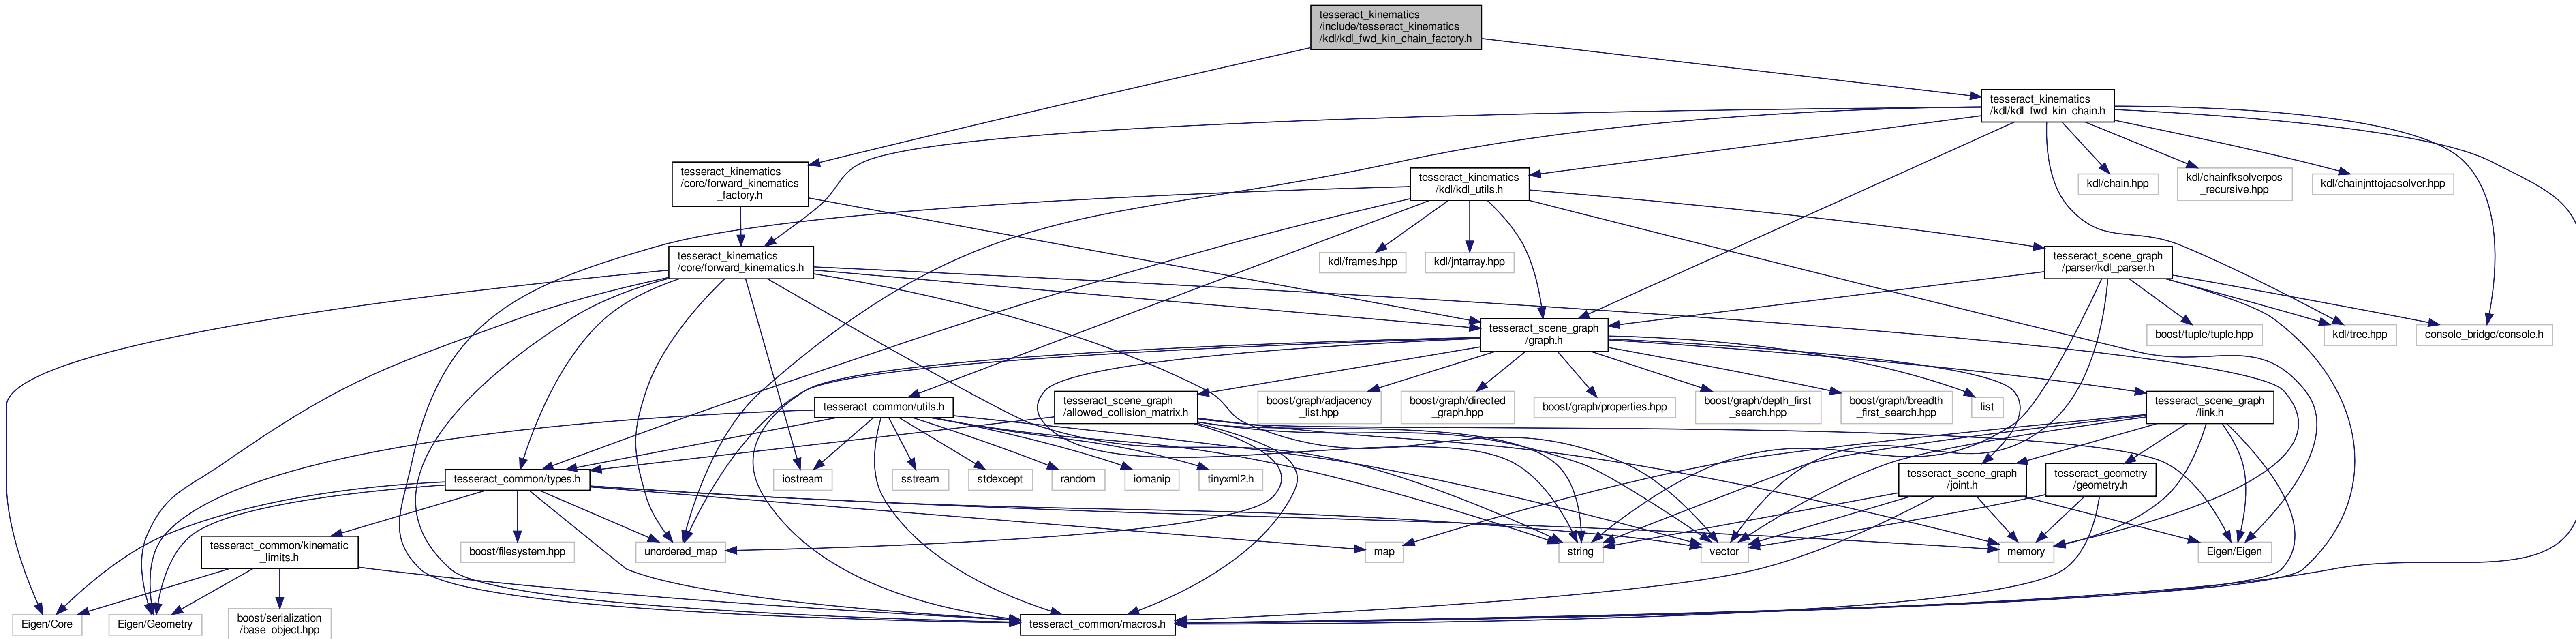 tesseract_kinematics
/include/tesseract_kinematics
/kdl/kdl_fwd_kin_chain_factory.h
tesseract_kinematics
/kdl/kdl_fwd_kin_chain.h
tesseract_kinematics
/core/forward_kinematics
_factory.h
tesseract_kinematics
/kdl/kdl_utils.h
kdl/chain.hpp
kdl/chainfksolverpos
_recursive.hpp
kdl/chainjnttojacsolver.hpp
tesseract_kinematics
/core/forward_kinematics.h
kdl/frames.hpp
kdl/jntarray.hpp
tesseract_scene_graph
/parser/kdl_parser.h
tesseract_scene_graph
/graph.h
boost/tuple/tuple.hpp
kdl/tree.hpp
console_bridge/console.h
tesseract_common/utils.h
tesseract_scene_graph
/allowed_collision_matrix.h
boost/graph/adjacency
_list.hpp
boost/graph/directed
_graph.hpp
boost/graph/properties.hpp
boost/graph/depth_first
_search.hpp
boost/graph/breadth
_first_search.hpp
list
tesseract_scene_graph
/link.h
tesseract_common/types.h
iostream
sstream
stdexcept
random
iomanip
tinyxml2.h
tesseract_scene_graph
/joint.h
tesseract_geometry
/geometry.h
tesseract_common/kinematic
_limits.h
boost/filesystem.hpp
unordered_map
map
string
vector
memory
Eigen/Eigen
Eigen/Core
Eigen/Geometry
boost/serialization
/base_object.hpp
tesseract_common/macros.h